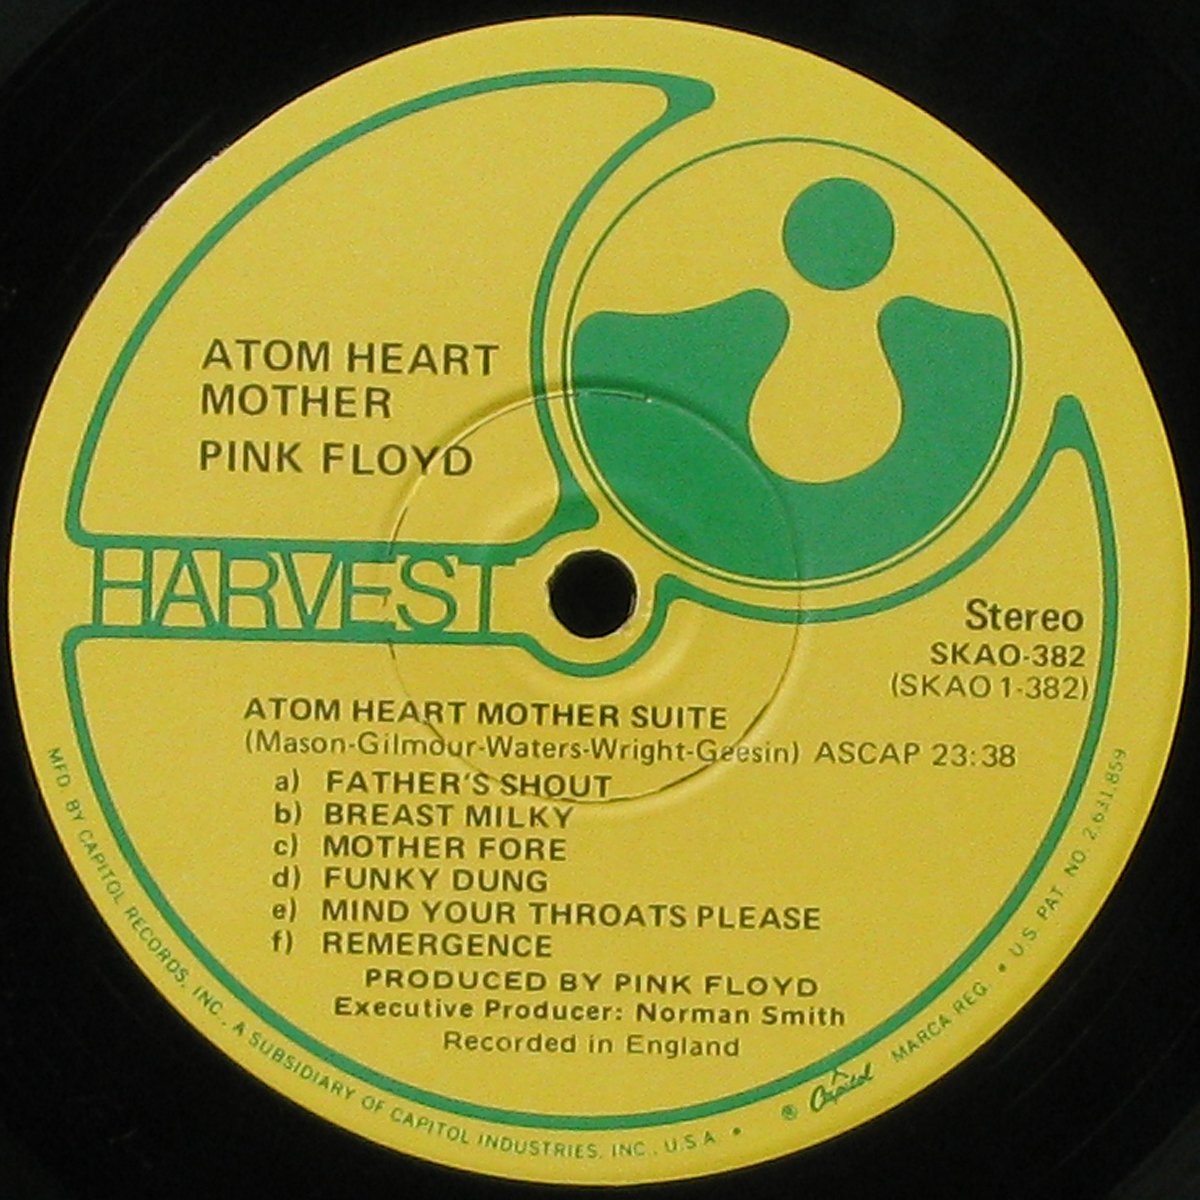 ATOM HEART
MOTHER
PINK FLOYD
HARVEST
Stereo
SKAO-382
(SKAO 1-382)
ATOM HEART MOTHER SUITE
(Mason-Gilmour-Waters-Wright-Geesin) ASCAP 23:38
a) FATHER'S SHOUT
b) BREAST MILKY
c) MOTHER FORE
d) FUNKY DUNG
e) MIND YOUR THROATS PLEASE
f) REMERGENCE
PRODUCED BY PINK FLOYD
Executive Producer: Norman Smith
Recorded in England
MFD. BY CAPITOL RECORDS, INC., A SUBSIDIARY OF CAPITOL INDUSTRIES, INC., U.S.A. • ® Capitol MARCA REG. • U.S. PAT. NO. 2,631,859